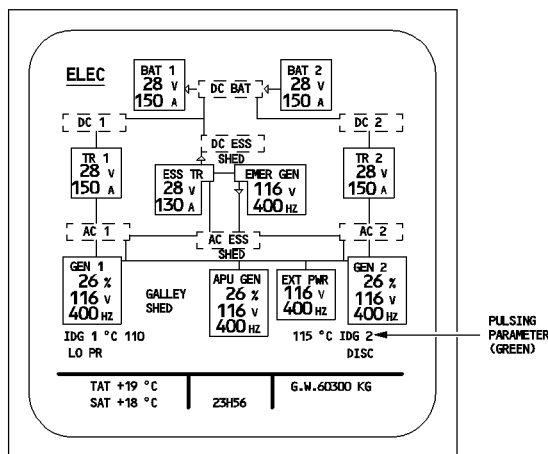 ELEC
BAT 1
28 V
150 A
DC BAT
BAT 2
28 V
150 A
DC 1
DC 2
DC ESS
SHED
TR 1
28 V
150 A
ESS TR
28 V
130 A
EMER GEN
116 V
400 HZ
TR 2
28 V
150 A
AC 1
AC ESS
SHED
AC 2
GEN 1
26 %
116 V
400 HZ
GALLEY
SHED
APU GEN
26 %
116 V
400 HZ
EXT PWR
116 V
400 HZ
GEN 2
26 %
116 V
400 HZ
IDG 1 °C 110
LO PR
115 °C IDG 2
DISC
PULSING
PARAMETER
(GREEN)
TAT +19 °C
SAT +18 °C
23H56
G.W.60300 KG